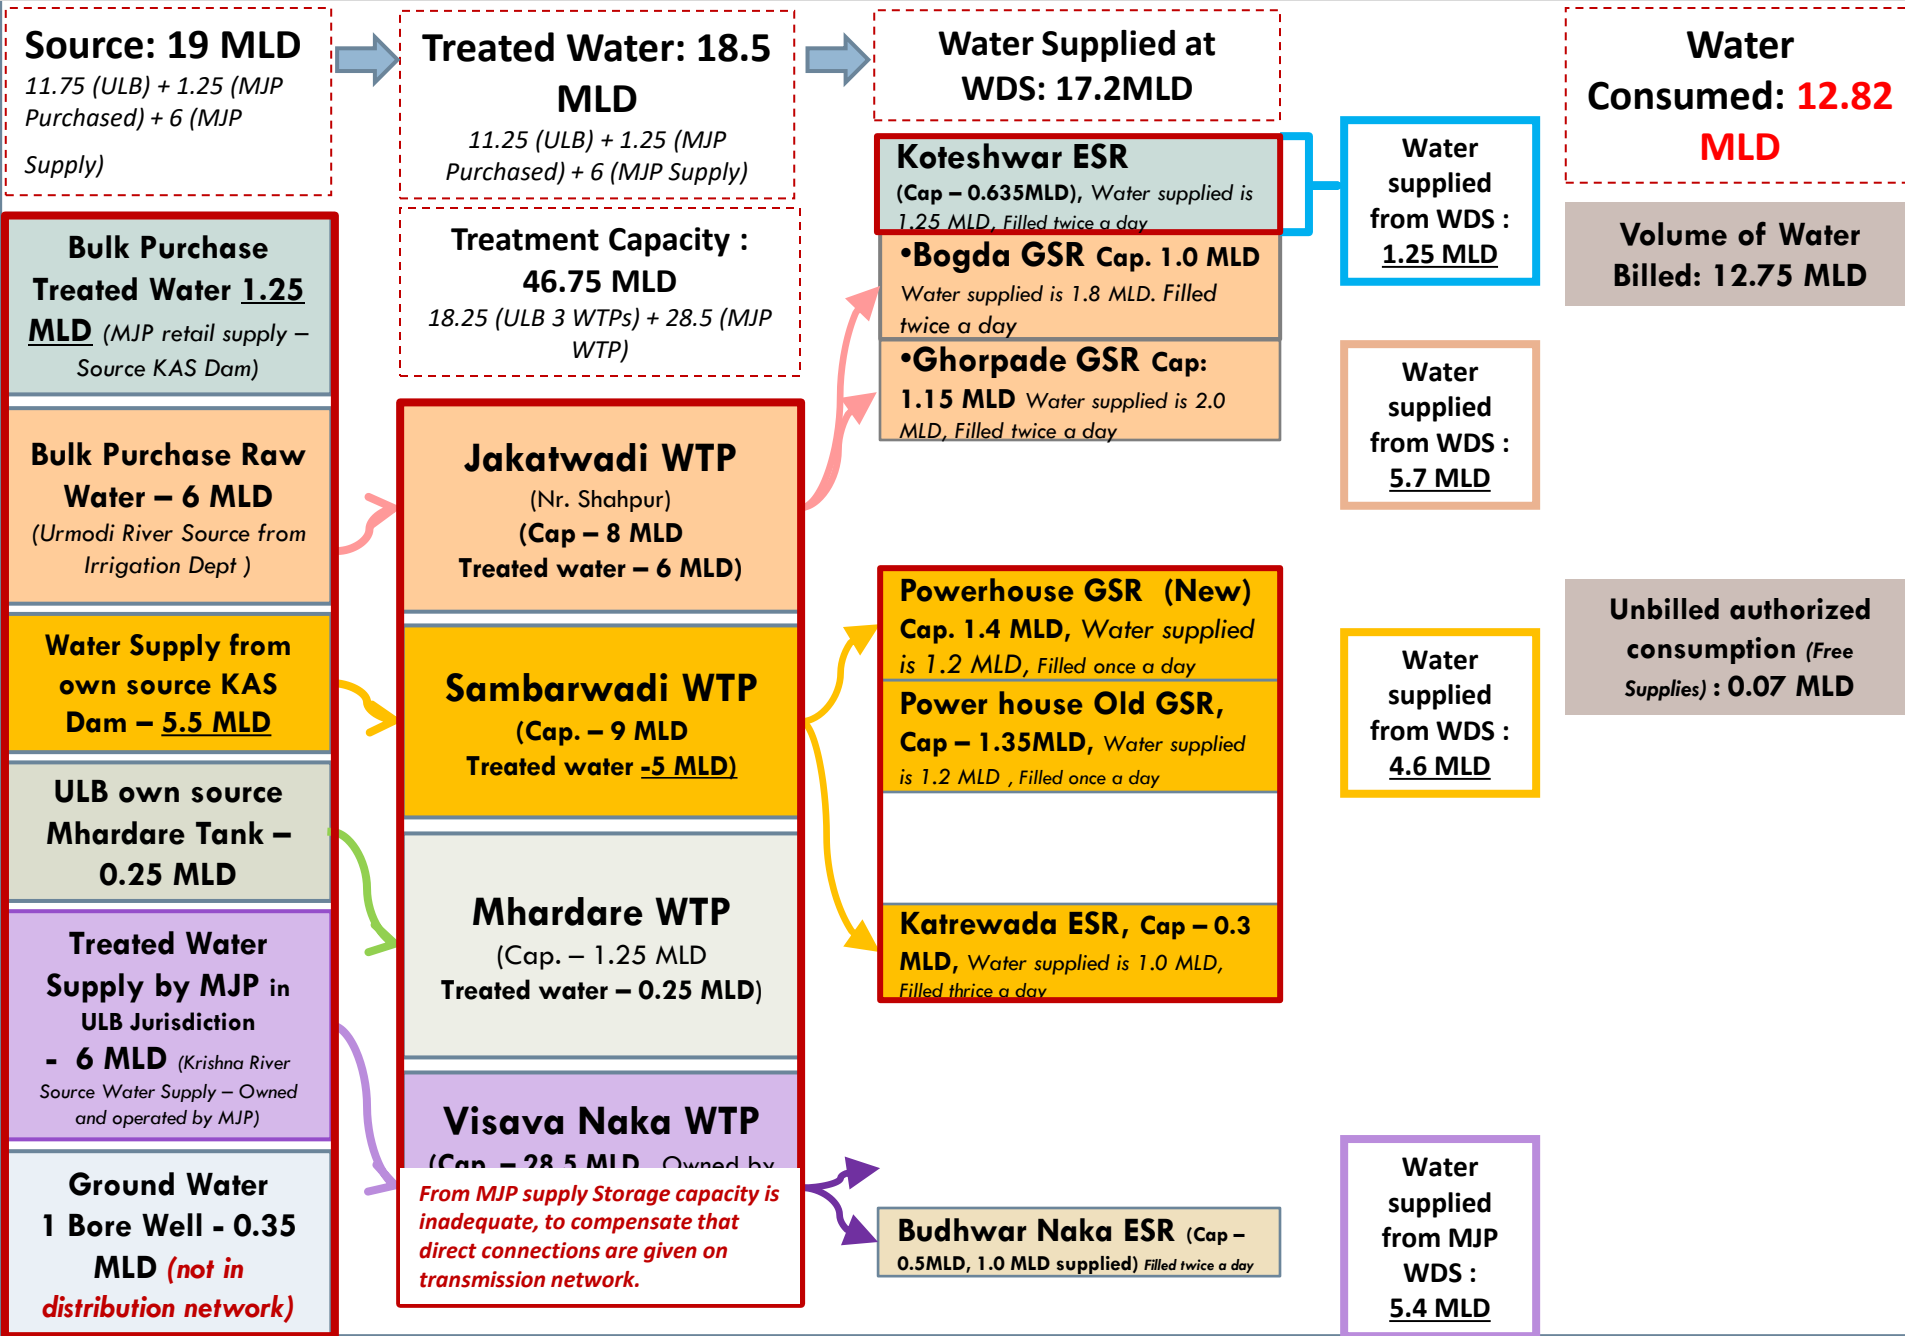 Source: 19 MLD
11.75 (ULB) + 1.25 (MJP
Purchased) + 6 (MJP
Supply)
Treated Water: 18.5
MLD
11.25 (ULB) + 1.25 (MJP
Purchased) + 6 (MJP Supply)
Water Supplied at
WDS: 17.2MLD
Water
Consumed: 12.82
MLD
Treatment Capacity :
46.75 MLD
18.25 (ULB 3 WTPs) + 28.5 (MJP
WTP)
Bulk Purchase
Treated Water 1.25
MLD (MJP retail supply –
Source KAS Dam)
Bulk Purchase Raw
Water – 6 MLD
(Urmodi River Source from
Irrigation Dept )
Water Supply from
own source KAS
Dam – 5.5 MLD
ULB own source
Mhardare Tank –
0.25 MLD
Treated Water
Supply by MJP in
ULB Jurisdiction
- 6 MLD (Krishna River
Source Water Supply – Owned
and operated by MJP)
Ground Water
1 Bore Well - 0.35
MLD (not in
distribution network)
Jakatwadi WTP
(Nr. Shahpur)
(Cap – 8 MLD
Treated water – 6 MLD)
Sambarwadi WTP
(Cap. – 9 MLD
Treated water -5 MLD)
Mhardare WTP
(Cap. – 1.25 MLD
Treated water – 0.25 MLD)
Visava Naka WTP
(Cap. – 28.5 MLD Owned by
From MJP supply Storage capacity is
inadequate, to compensate that
direct connections are given on
transmission network.
Koteshwar ESR
(Cap – 0.635MLD), Water supplied is
1.25 MLD, Filled twice a day
•Bogda GSR Cap. 1.0 MLD
Water supplied is 1.8 MLD. Filled
twice a day
•Ghorpade GSR Cap:
1.15 MLD Water supplied is 2.0
MLD, Filled twice a day
Powerhouse GSR (New)
Cap. 1.4 MLD, Water supplied
is 1.2 MLD, Filled once a day
Power house Old GSR,
Cap – 1.35MLD, Water supplied
is 1.2 MLD , Filled once a day
Katrewada ESR, Cap – 0.3
MLD, Water supplied is 1.0 MLD,
Filled thrice a day
Budhwar Naka ESR (Cap –
0.5MLD, 1.0 MLD supplied) Filled twice a day
Water
supplied
from WDS :
1.25 MLD
Water
supplied
from WDS :
5.7 MLD
Water
supplied
from WDS :
4.6 MLD
Water
supplied
from MJP
WDS :
5.4 MLD
Volume of Water
Billed: 12.75 MLD
Unbilled authorized
consumption (Free
Supplies) : 0.07 MLD